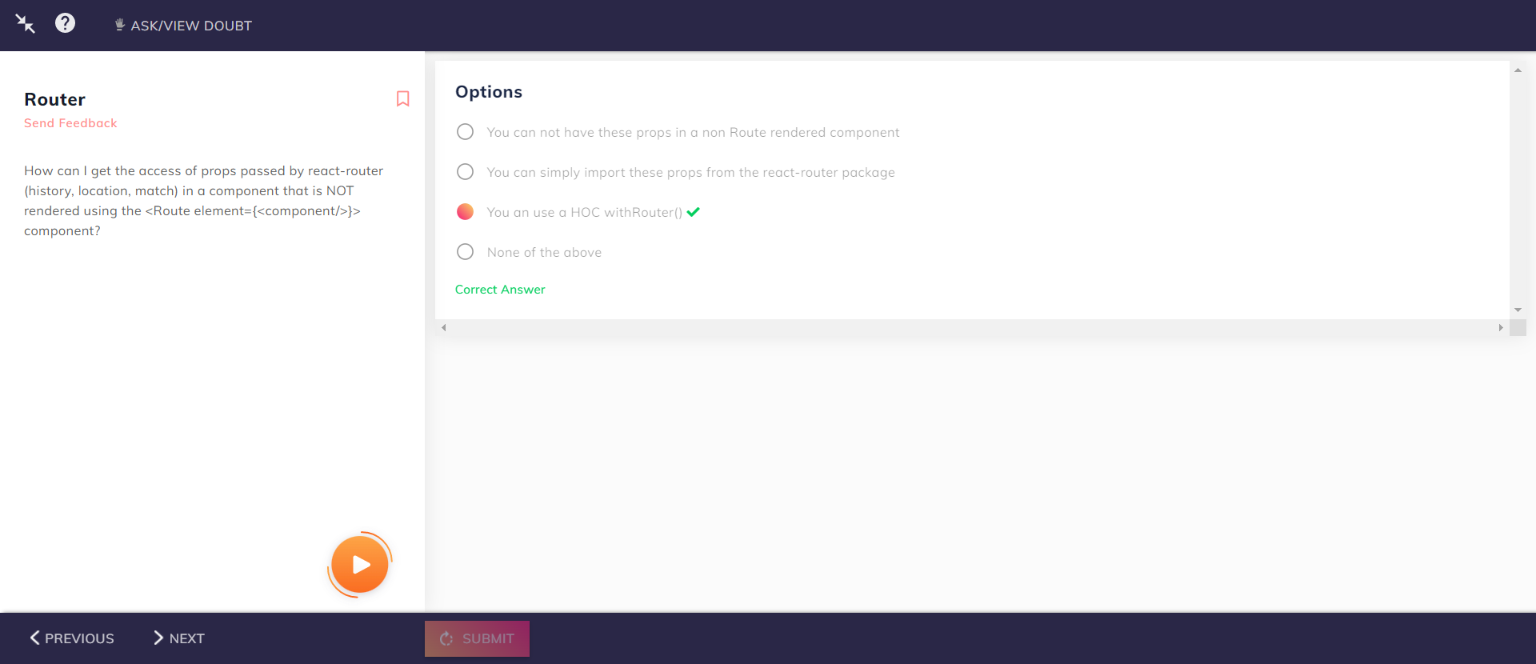 ASK/VIEW DOUBT
Router
Send Feedback
How can I get the access of props passed by react-router
(history, location, match) in a component that is NOT
rendered using the <Route element={<component/>}>
component?
Options
You can not have these props in a non Route rendered component
You can simply import these props from the react-router package
You an use a HOC withRouter()
None of the above
Correct Answer
PREVIOUS
NEXT
SUBMIT